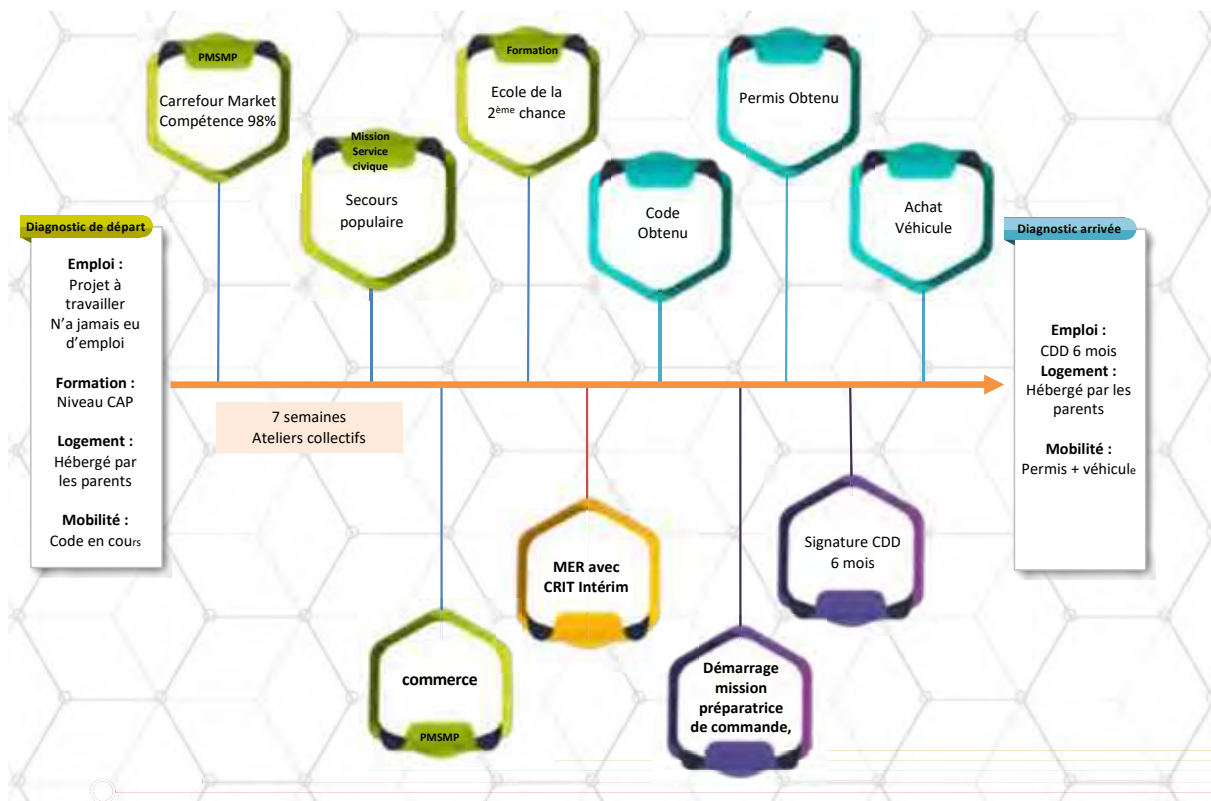 PMSMP
Carrefour Market
Compétence 98%
Mission
Service
civique
Secours
populaire
Formation
Ecole de la
2ème chance
Code
Obtenu
Permis Obtenu
Achat
Véhicule
Diagnostic de départ
Emploi :
Projet à
travailler
N’a jamais eu
d’emploi
Formation :
Niveau CAP
Logement :
Hébergé par
les parents
Mobilité :
Code en cours
7 semaines
Ateliers collectifs
commerce
PMSMP
MER avec
CRIT Intérim
Démarrage
mission
préparatrice
de commande,
Signature CDD
6 mois
Diagnostic arrivée
Emploi :
CDD 6 mois
Logement :
Hébergé par les
parents
Mobilité :
Permis + véhicule